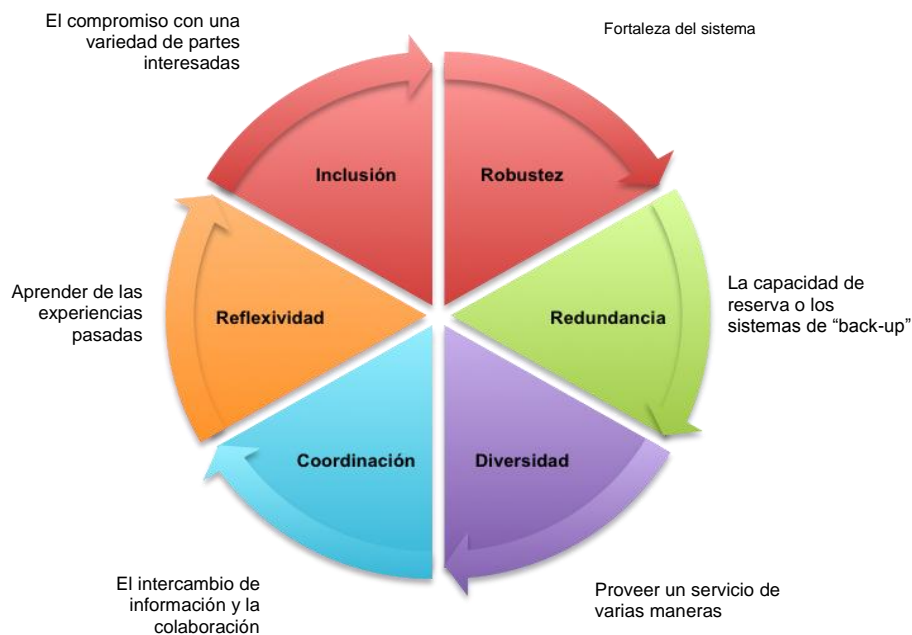 El compromiso con una
variedad de partes
interesadas
Fortaleza del sistema
Inclusión
Robustez
Aprender de las
experiencias
pasadas
Reflexividad
Redundancia
La capacidad de
reserva o los
sistemas de “back-up”
Coordinación
Diversidad
El intercambio de
información y la
colaboración
Proveer un servicio de
varias maneras